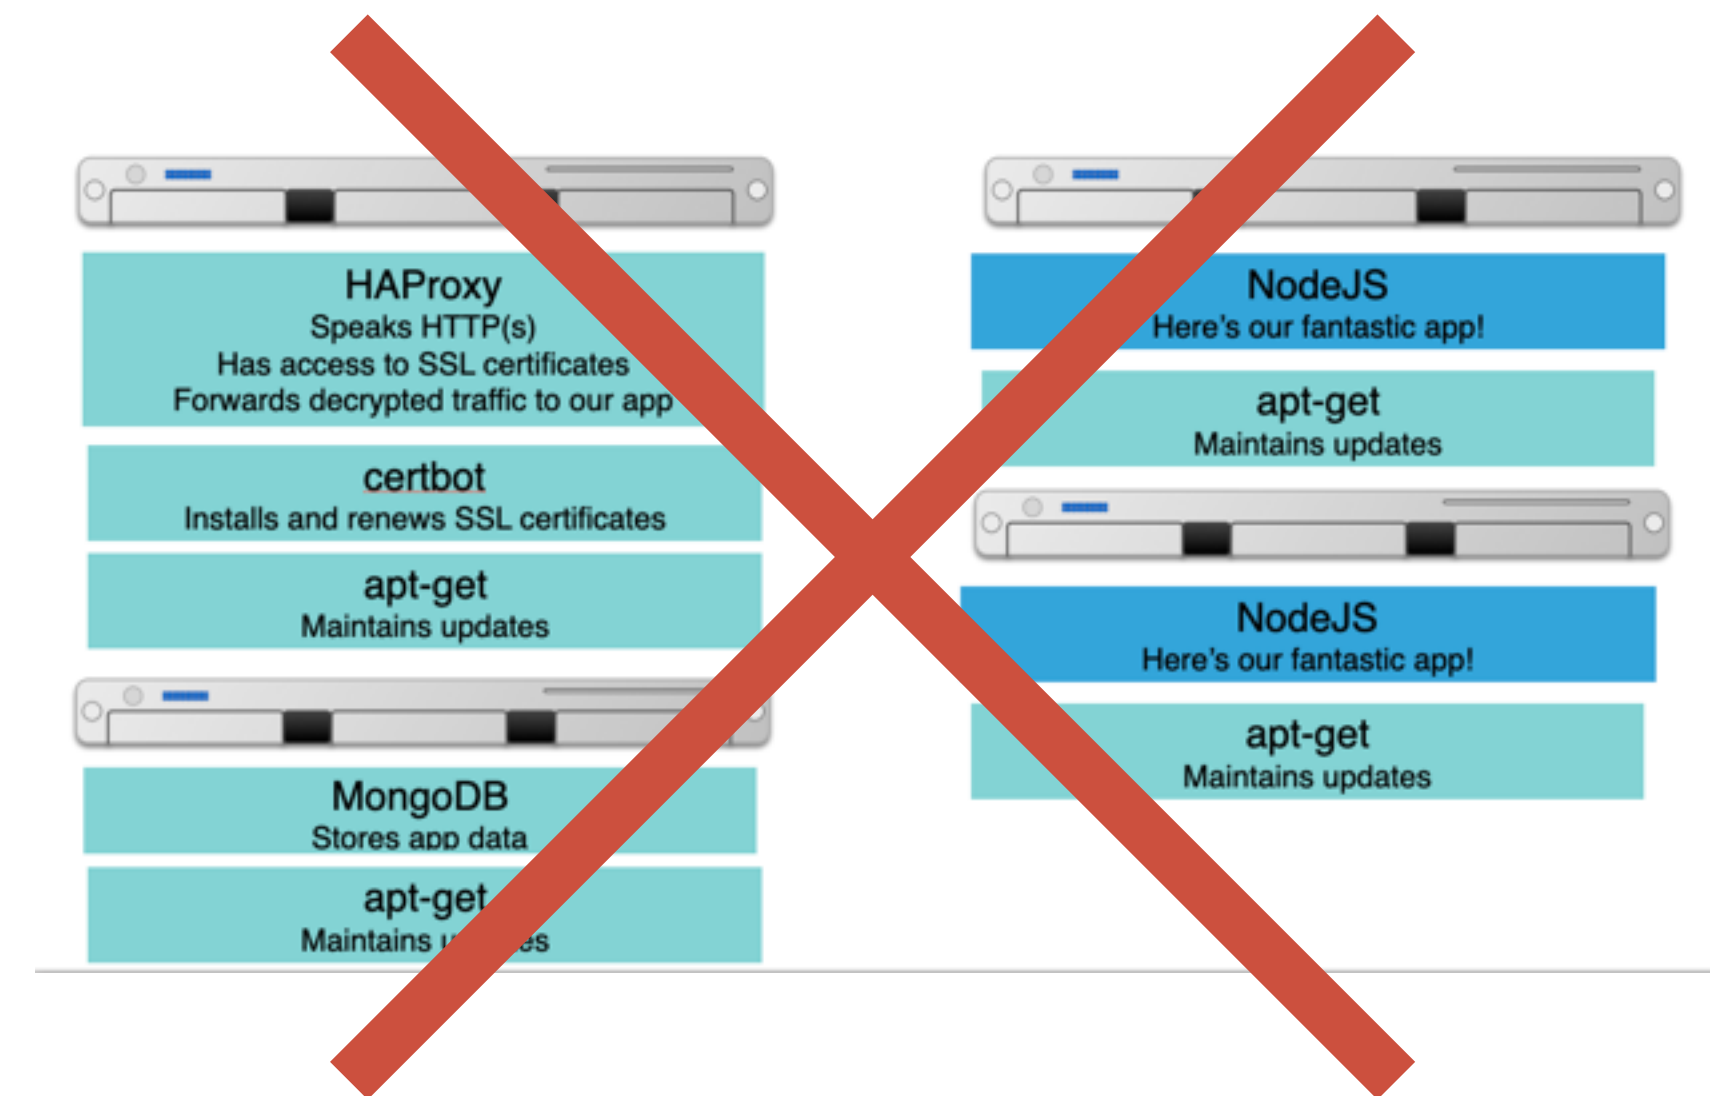 HAProxy
Speaks HTTP(s)
Has access to SSL certificates
Forwards decrypted traffic to our app
certbot
Installs and renews SSL certificates
apt-get
Maintains updates
MongoDB
Stores app data
apt-get
Maintains
NodeJS
Here's our fantastic app!
apt-get
Maintains updates
NodeJS
Here's our fantastic app!
apt-get
Maintains updates